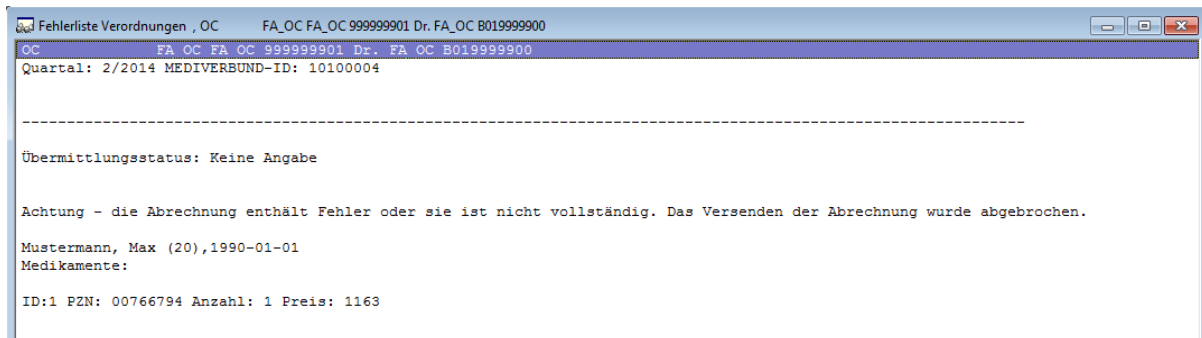 Fehlerliste Verordnungen , OC FA_OC FA_OC 999999901 Dr. FA_OC B019999900
OC FA OC FA OC 999999901 Dr. FA OC B019999900
Quartal: 2/2014 MEDIVERBUND-ID: 10100004
Übermittlungsstatus: Keine Angabe
Achtung - die Abrechnung enthält Fehler oder sie ist nicht vollständig. Das Versenden der Abrechnung wurde abgebrochen.
Mustermann, Max (20),1990-01-01
Medikamente:
ID:1 PZN: 00766794 Anzahl: 1 Preis: 1163